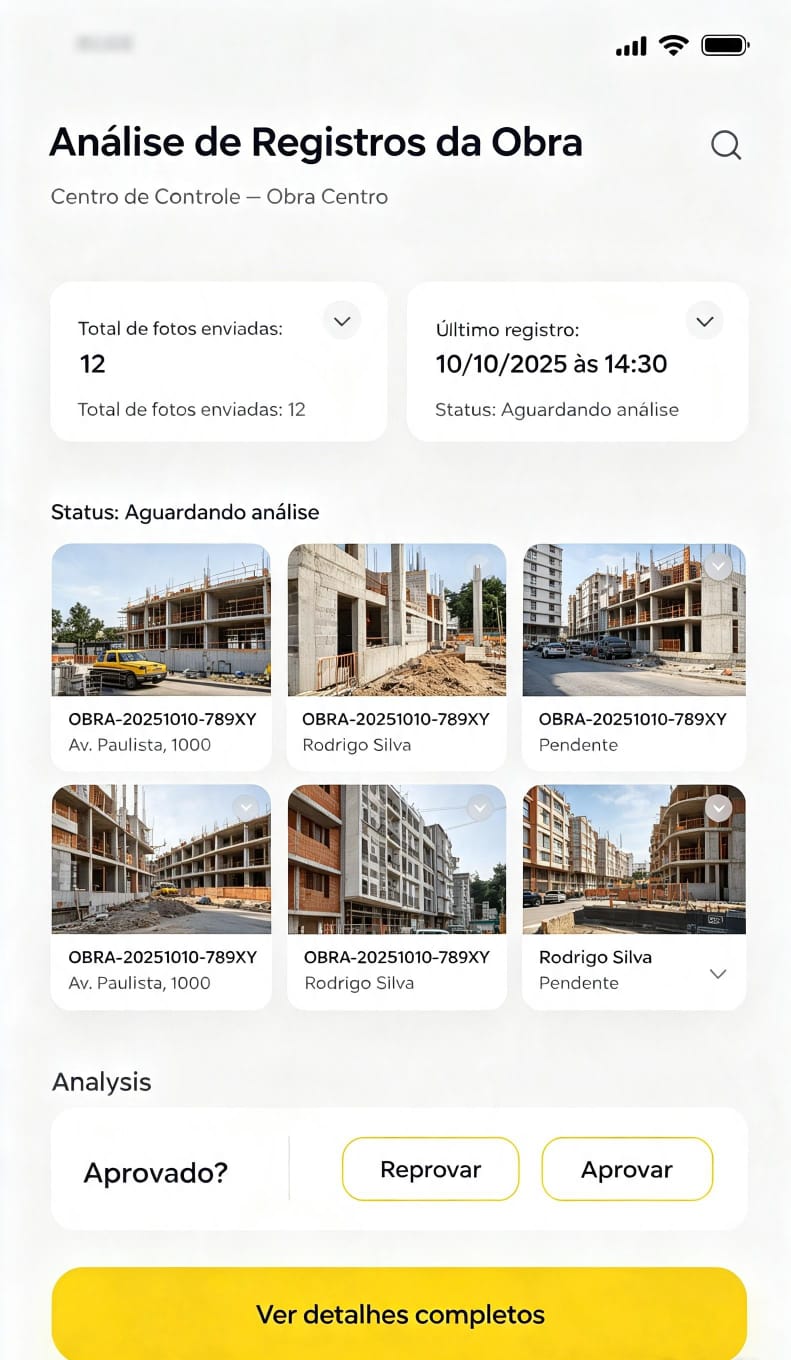 Análise de Registros da Obra
Centro de Controle — Obra Centro
Total de fotos enviadas:
12
Total de fotos enviadas: 12
Úlltimo registro:
10/10/2025 às 14:30
Status: Aguardando análise
Status: Aguardando análise
OBRA-20251010-789XY
Av. Paulista, 1000
OBRA-20251010-789XY
Rodrigo Silva
OBRA-20251010-789XY
Pendente
OBRA-20251010-789XY
Av. Paulista, 1000
OBRA-20251010-789XY
Rodrigo Silva
Rodrigo Silva
Pendente
Analysis
Aprovado?
Reprovar
Aprovar
Ver detalhes completos